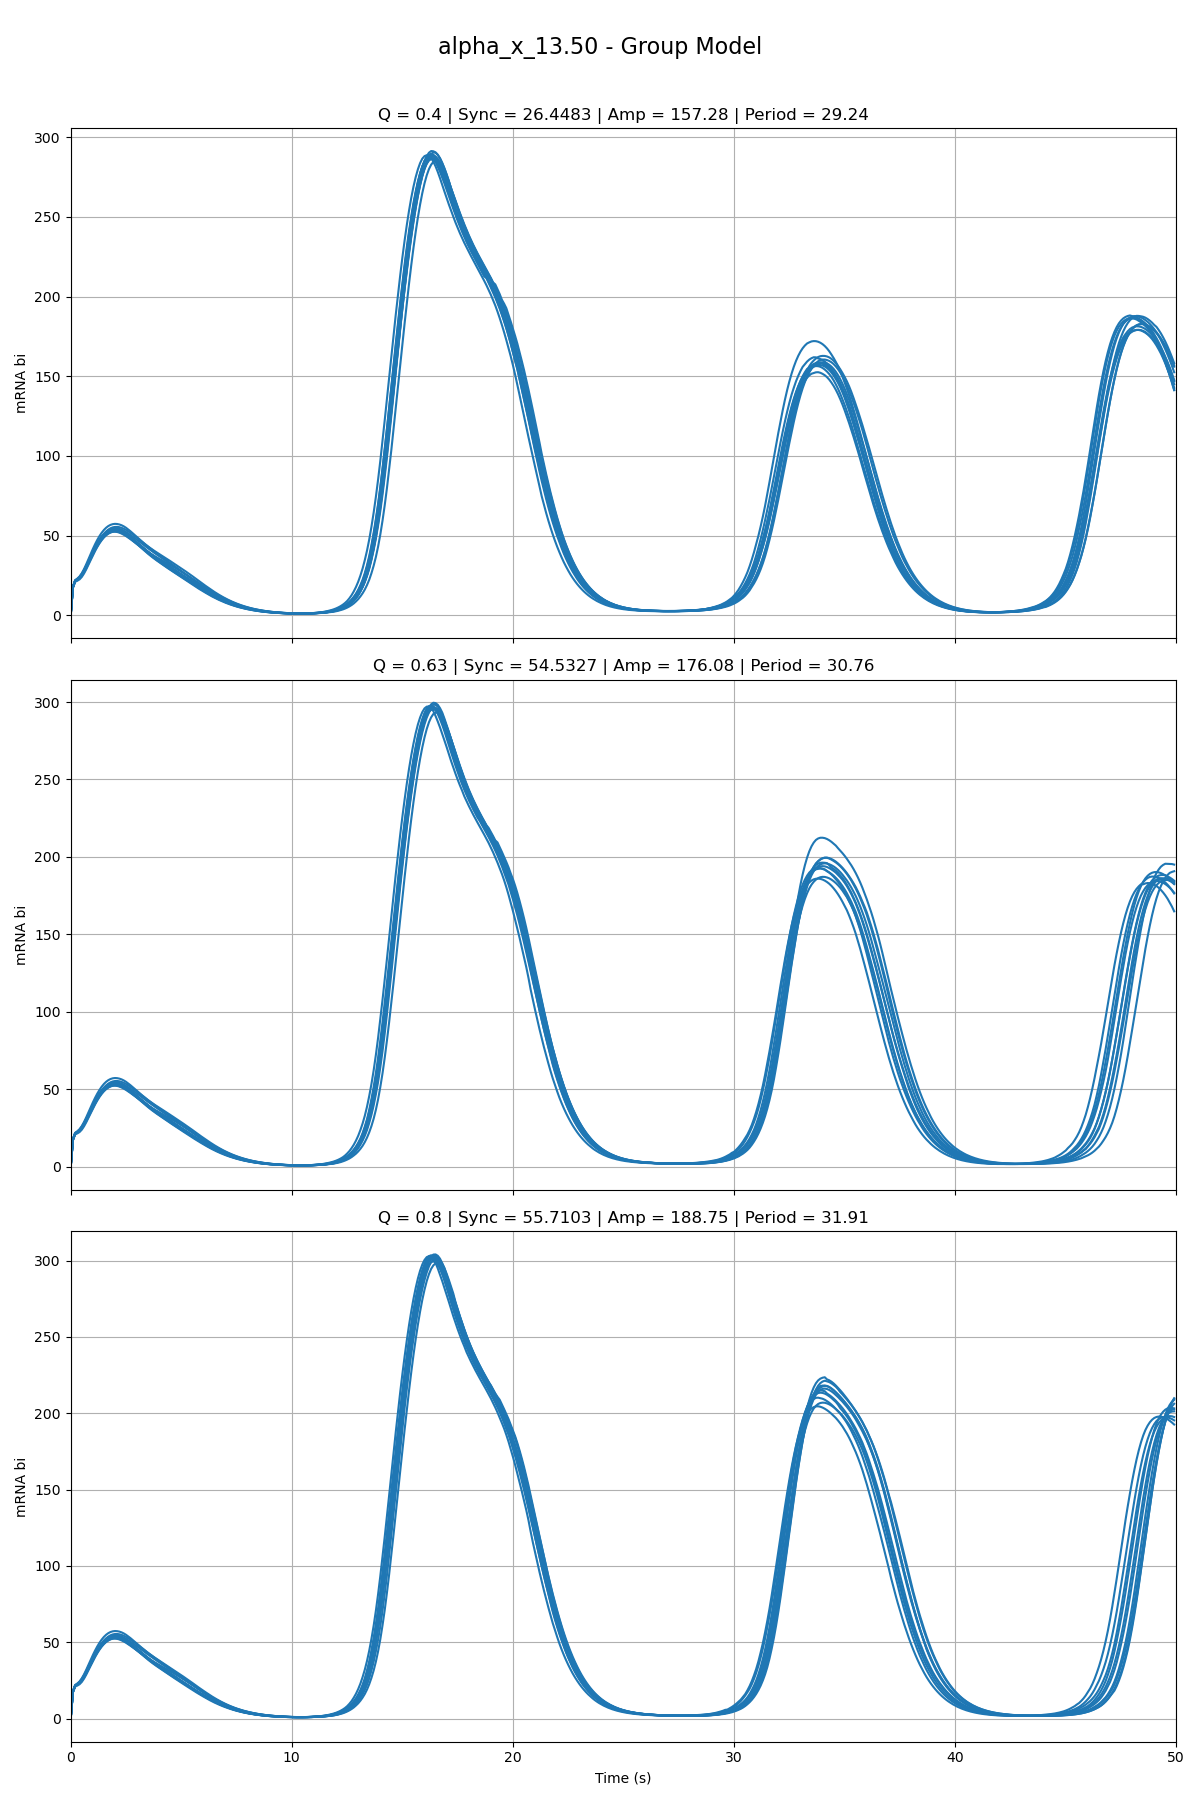 alpha_x_13.50 - Group Model
Q = 0.4 | Sync = 26.4483 | Amp = 157.28 | Period = 29.24
300
250
200
150
100
50
0
mRNA bi
Q = 0.63 | Sync = 54.5327 | Amp = 176.08 | Period = 30.76
300
250
200
150
100
50
0
mRNA bi
Q = 0.8 | Sync = 55.7103 | Amp = 188.75 | Period = 31.91
300
250
200
150
100
50
0
mRNA bi
0 10 20 30 40 50
Time (s)